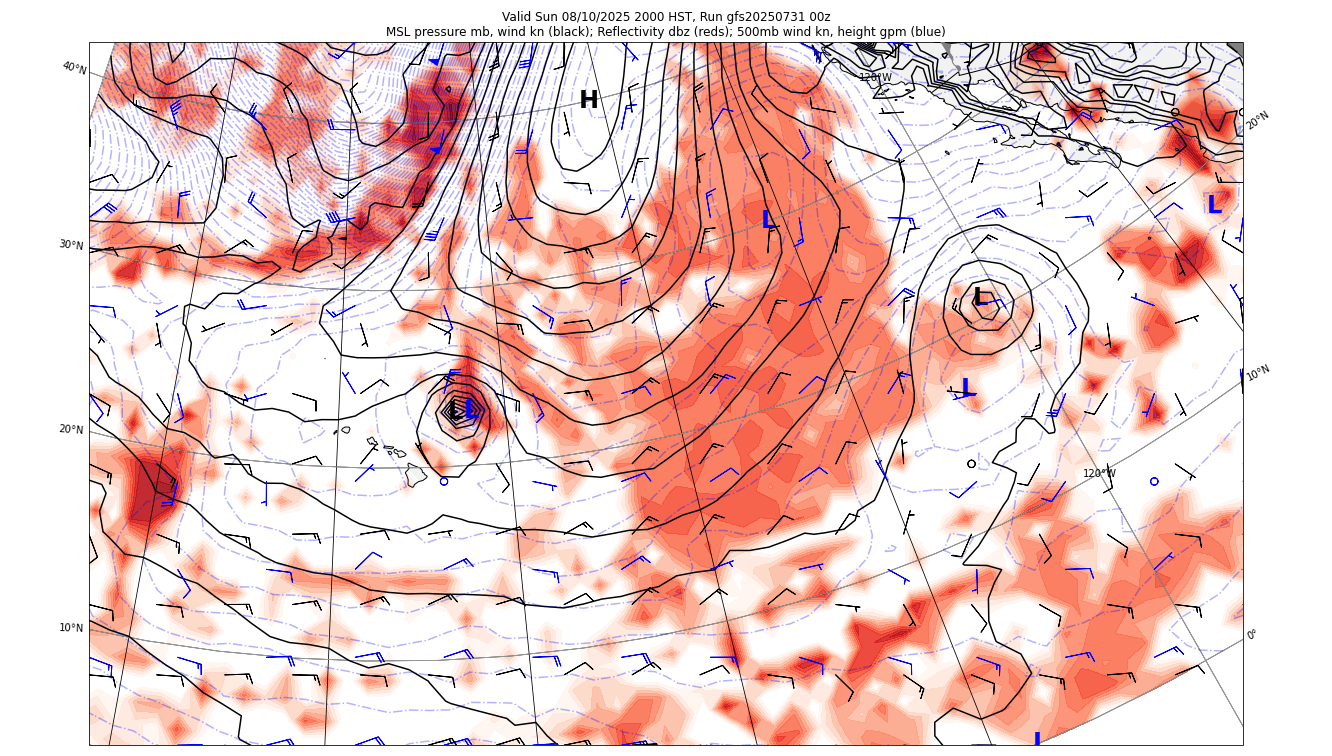 Valid Sun 08/10/2025 2000 HST, Run gfs20250731 00z
MSL pressure mb, wind kn (black); Reflectivity dbz (reds); 500mb wind kn, height gpm (blue)
40°N
120°W
H
20°N
L
L
30°N
L
10°N
L
L L
20°N
120°W
10°N
0°
L